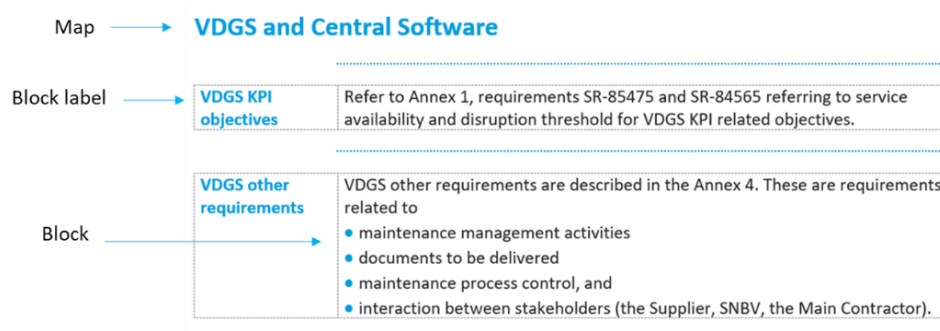 Map
VDGS and Central Software
Block label
VDGS KPI
objectives
Refer to Annex 1, requirements SR-85475 and SR-84565 referring to service
availability and disruption threshold for VDGS KPI related objectives.
Block
VDGS other
requirements
VDGS other requirements are described in the Annex 4. These are requirements
related to
• maintenance management activities
• documents to be delivered
• maintenance process control, and
• interaction between stakeholders (the Supplier, SNBV, the Main Contractor).